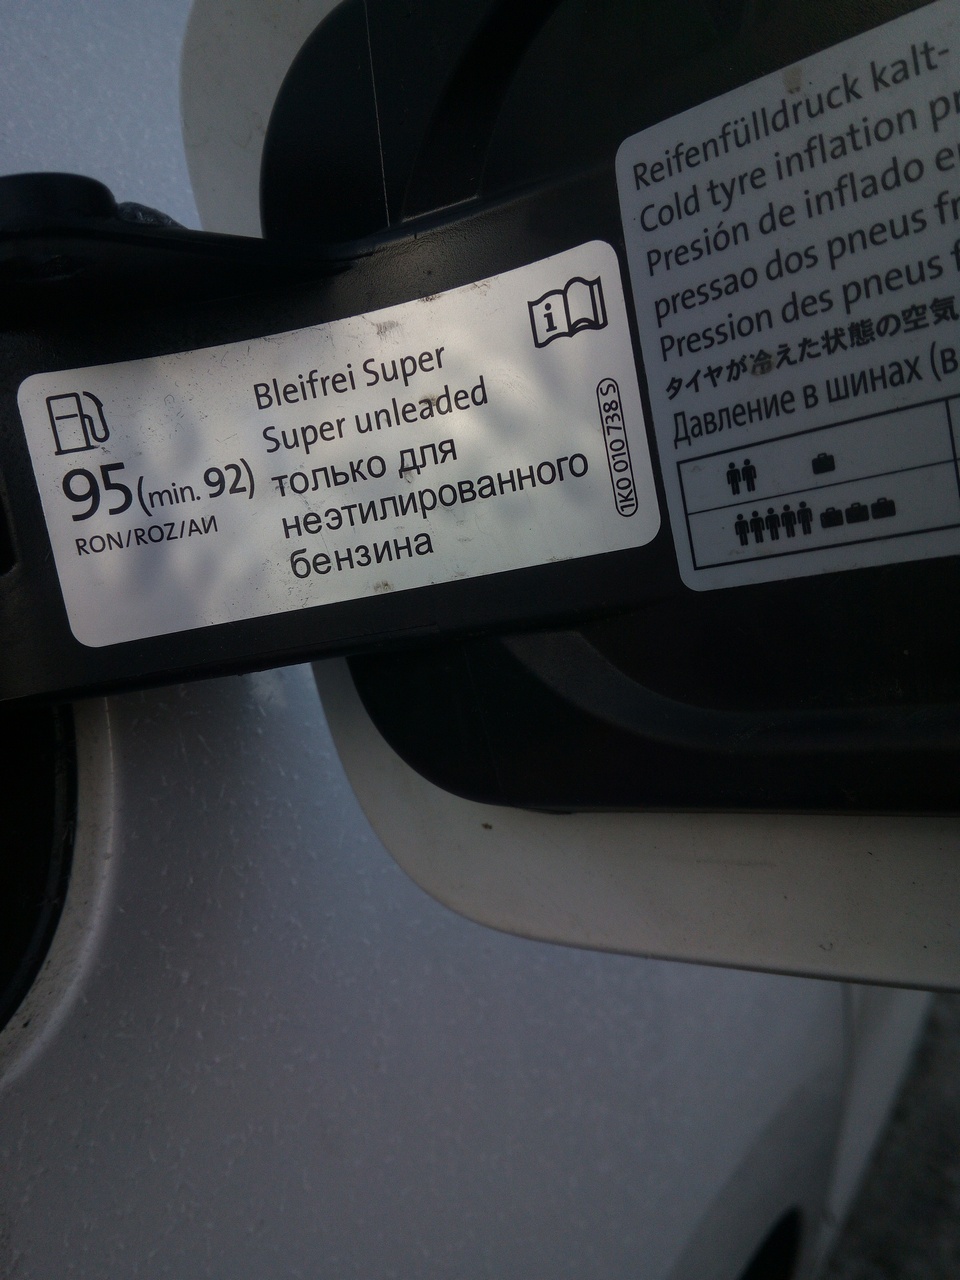 Bleifrei Super
Super unleaded
только для
неэтилированного
бензина
95 (min. 92)
RON/ROZ/АИ
i
1K0 010 738 S
Reifenfülldruck kalt-
Cold tyre inflation
Presión de inflado
pressao dos pneus
Pression des pneus
タイヤが冷えた状態の空気
Давление в шинах